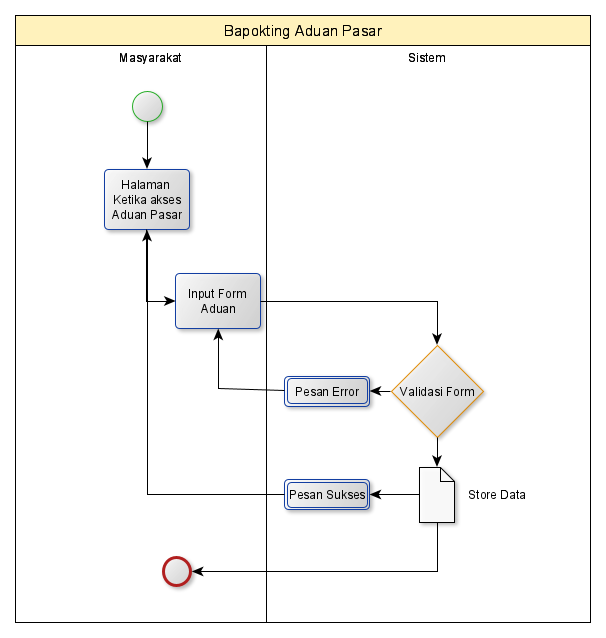 Bapokting Aduan Pasar
Masyarakat
Sistem
Halaman
Ketika akses
Aduan Pasar
Input Form
Aduan
Pesan Error
Validasi Form
Pesan Sukses
Store Data